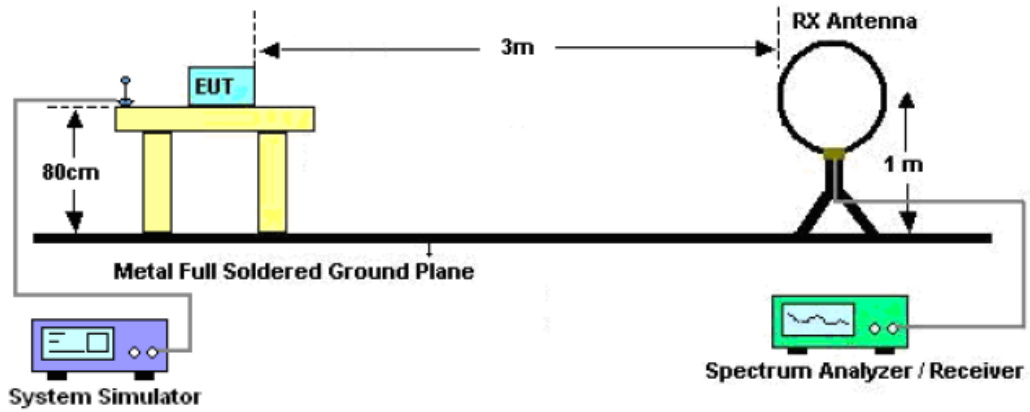 RX Antenna
3m
EUT
80cm
1 m
Metal Full Soldered Ground Plane
System Simulator
Spectrum Analyzer / Receiver